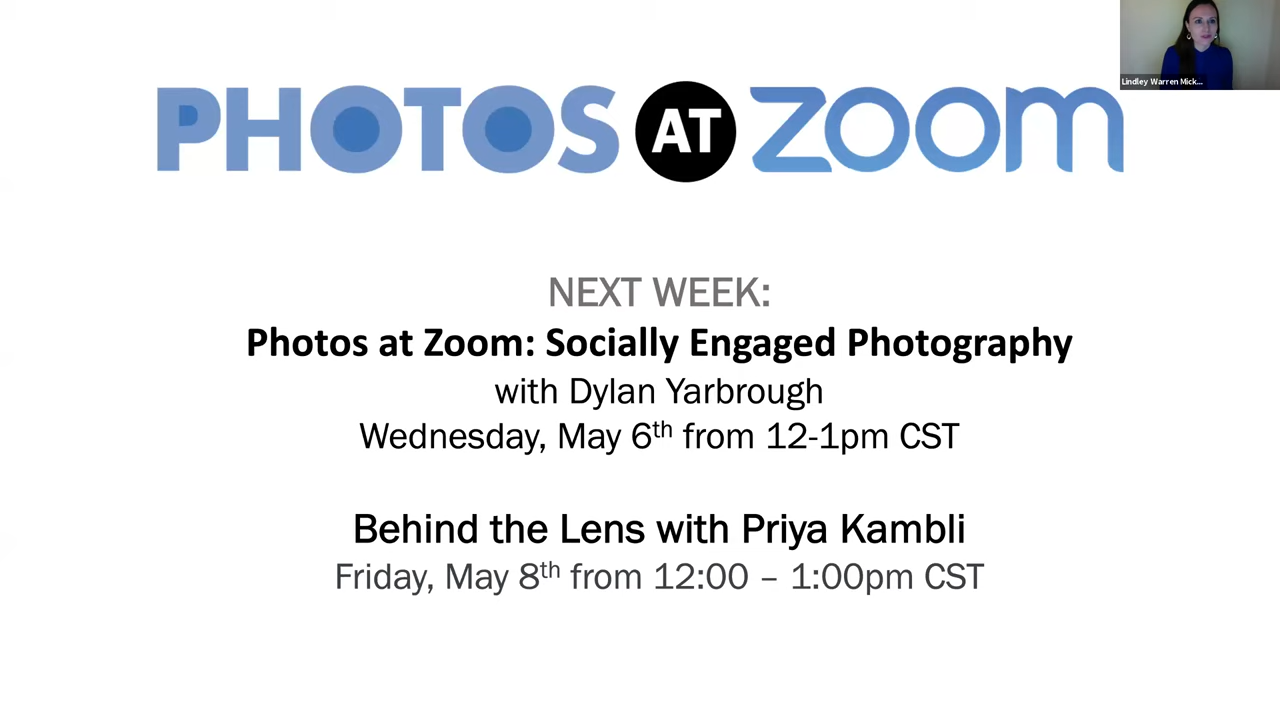 Lindley Warren Mick...
PHOTOS AT zoom
NEXT WEEK:
Photos at Zoom: Socially Engaged Photography
with Dylan Yarbrough
Wednesday, May 6th from 12-1pm CST
Behind the Lens with Priya Kambli
Friday, May 8th from 12:00 – 1:00pm CST